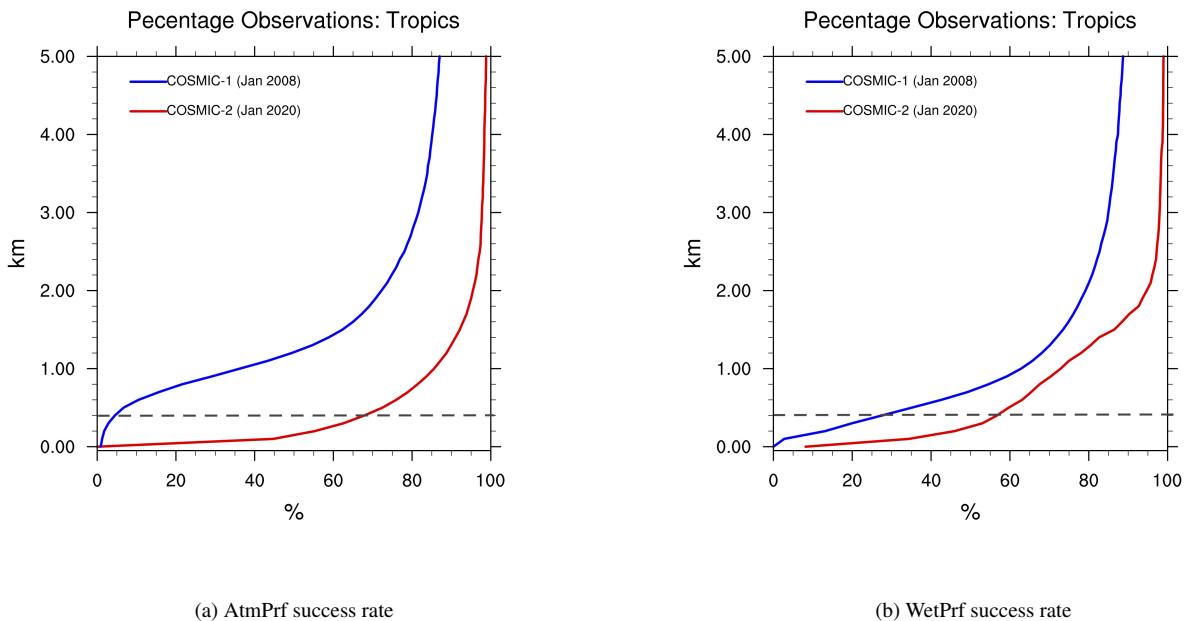 Pecentage Observations: Tropics
5.00
4.00
3.00
2.00
1.00
0.00
km
COSMIC-1 (Jan 2008)
COSMIC-2 (Jan 2020)
0 20 40 60 80 100
%
(a) AtmPrf success rate
Pecentage Observations: Tropics
5.00
4.00
3.00
2.00
1.00
0.00
km
COSMIC-1 (Jan 2008)
COSMIC-2 (Jan 2020)
0 20 40 60 80 100
%
(b) WetPrf success rate